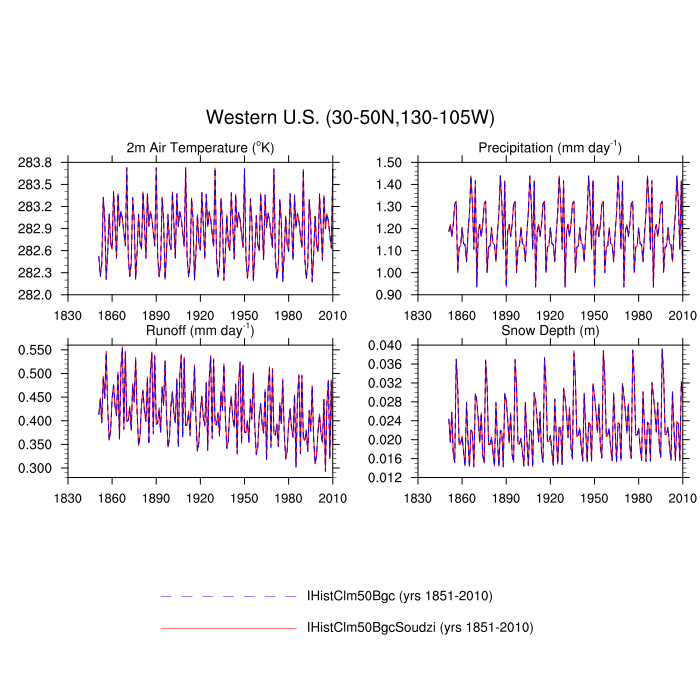 Western U.S. (30-50N,130-105W)
2m Air Temperature (°K)
Precipitation (mm day⁻¹)
283.8
283.5
283.2
282.9
282.6
282.3
282.0
1.50
1.40
1.30
1.20
1.10
1.00
0.90
1830 1860 1890 1920 1950 1980 2010
1830 1860 1890 1920 1950 1980 2010
Runoff (mm day⁻¹)
Snow Depth (m)
0.550
0.500
0.450
0.400
0.350
0.300
0.040
0.036
0.032
0.028
0.024
0.020
0.016
0.012
1830 1860 1890 1920 1950 1980 2010
1830 1860 1890 1920 1950 1980 2010
IHistClm50Bgc (yrs 1851-2010)
IHistClm50BgcSoudzi (yrs 1851-2010)